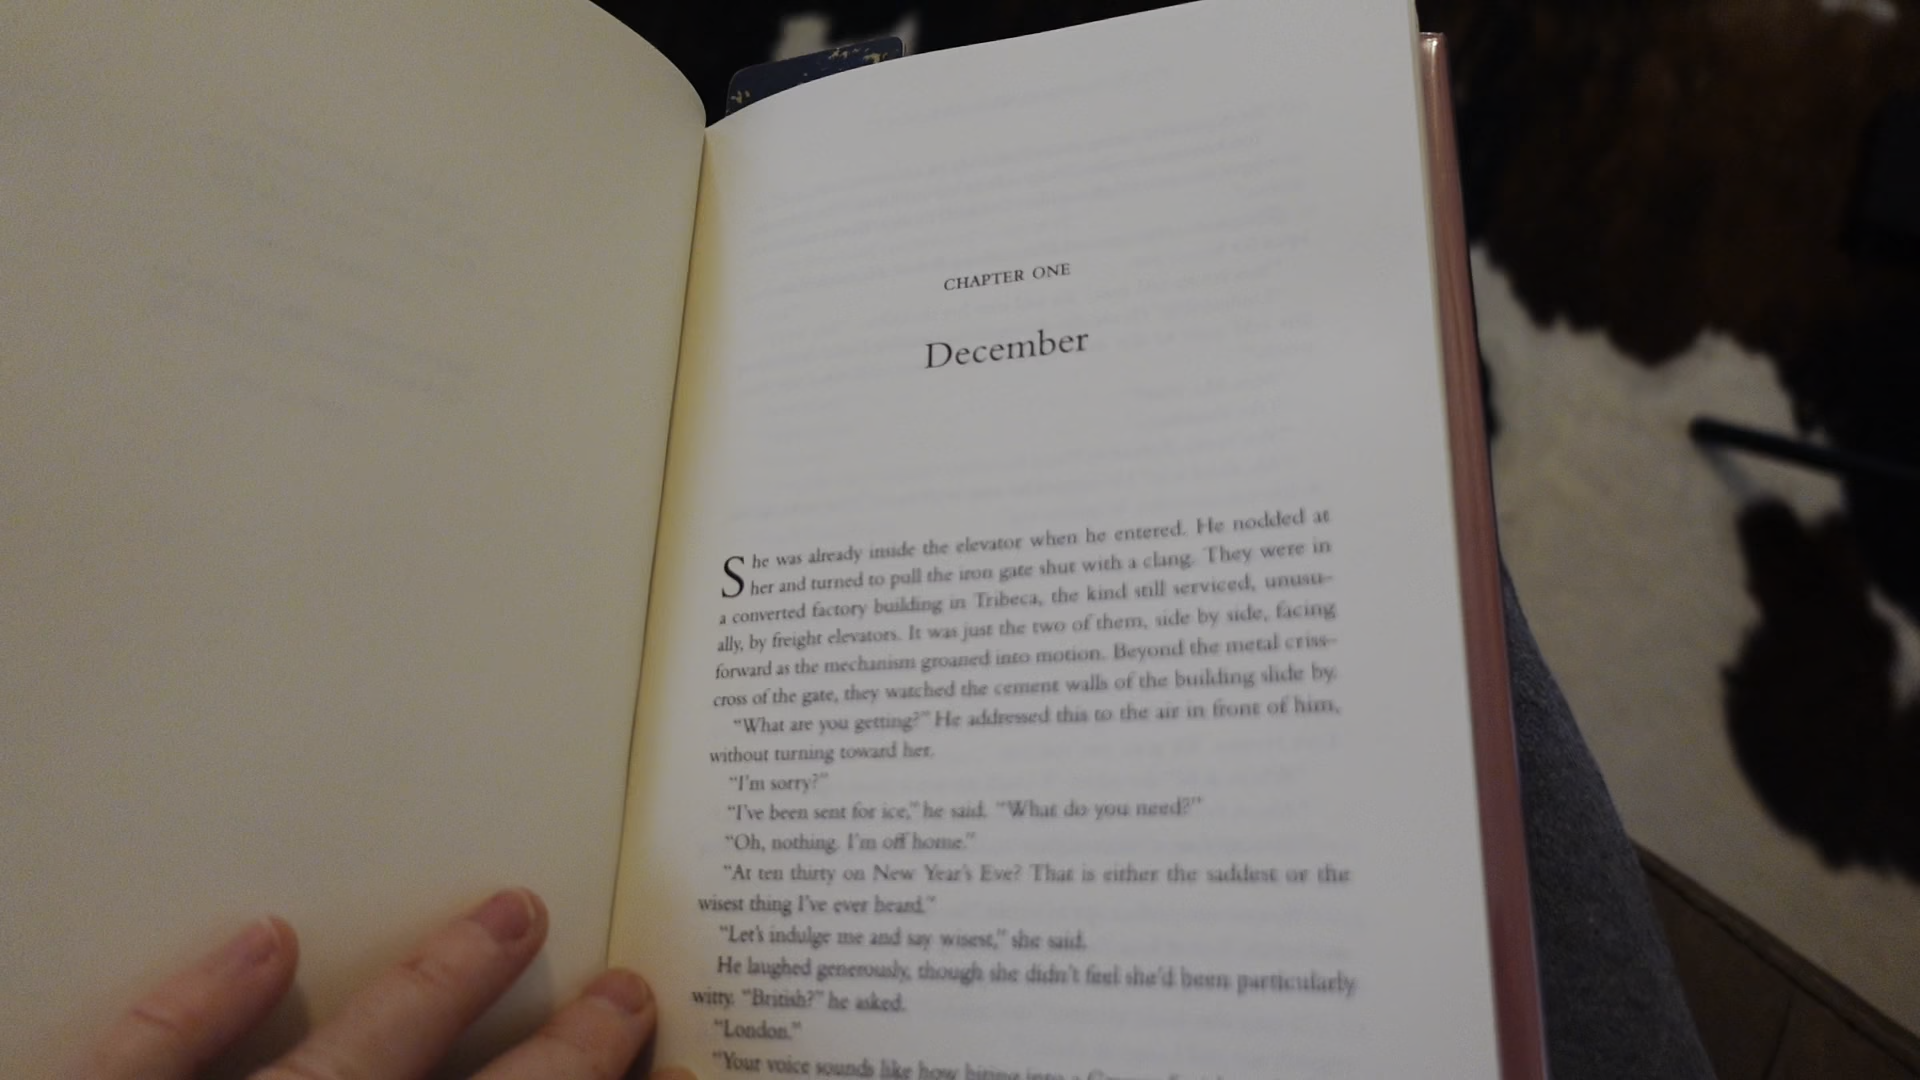 CHAPTER ONE
December
She was already inside the elevator when he entered. He nodded at
her and turned to pull the iron gate shut with a clang. They were in
a converted factory building in Tribeca, the kind still serviced, unusu-
ally, by freight elevators. It was just the two of them, side by side, facing
forward as the mechanism groaned into motion. Beyond the metal criss-
cross of the gate, they watched the cement walls of the building slide by.
“What are you getting?” He addressed this to the air in front of him,
without turning toward her.
“I’m sorry?”
“I’ve been sent for ice,” he said. “What do you need?”
“Oh, nothing. I’m off home.”
“At ten thirty on New Year’s Eve? That is either the saddest or the
wisest thing I’ve ever heard.”
“Let’s indulge me and say wisest,” she said.
He laughed generously, though she didn’t feel she’d been particularly
witty. “British?” he asked.
“London.”
“Your voice sounds like how biting into a